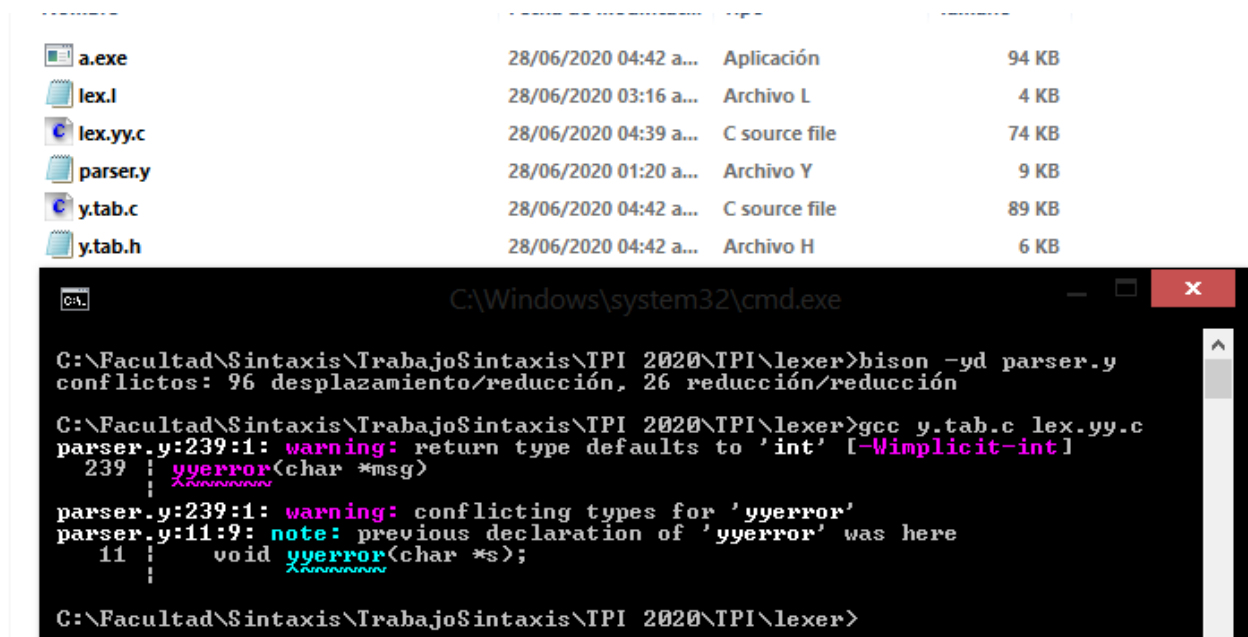 a.exe 28/06/2020 04:42 a... Aplicación 94 KB
lex.l 28/06/2020 03:16 a... Archivo L 4 KB
lex.yy.c 28/06/2020 04:39 a... C source file 74 KB
parser.y 28/06/2020 01:20 a... Archivo Y 9 KB
y.tab.c 28/06/2020 04:42 a... C source file 89 KB
y.tab.h 28/06/2020 04:42 a... Archivo H 6 KB
C:\Windows\system32\cmd.exe
C:\Facultad\Sintaxis\TrabajoSintaxis\TPI 2020\TPI\lexer>bison -yd parser.y
conflictos: 96 desplazamiento/reducción, 26 reducción/reducción
C:\Facultad\Sintaxis\TrabajoSintaxis\TPI 2020\TPI\lexer>gcc y.tab.c lex.yy.c
parser.y:239:1: warning: return type defaults to 'int' [-Wimplicit-int]
239 | yyerror(char *msg)
| ^~~~~~~
parser.y:239:1: warning: conflicting types for 'yyerror'
parser.y:11:9: note: previous declaration of 'yyerror' was here
11 | void yyerror(char *s);
| ^~~~~~~
C:\Facultad\Sintaxis\TrabajoSintaxis\TPI 2020\TPI\lexer>